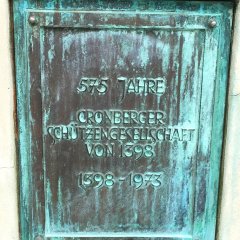 575 JAHRE
CRONBERGER
SCHÜTZENGESELLSCHAFT
VON 1398
1398-1973